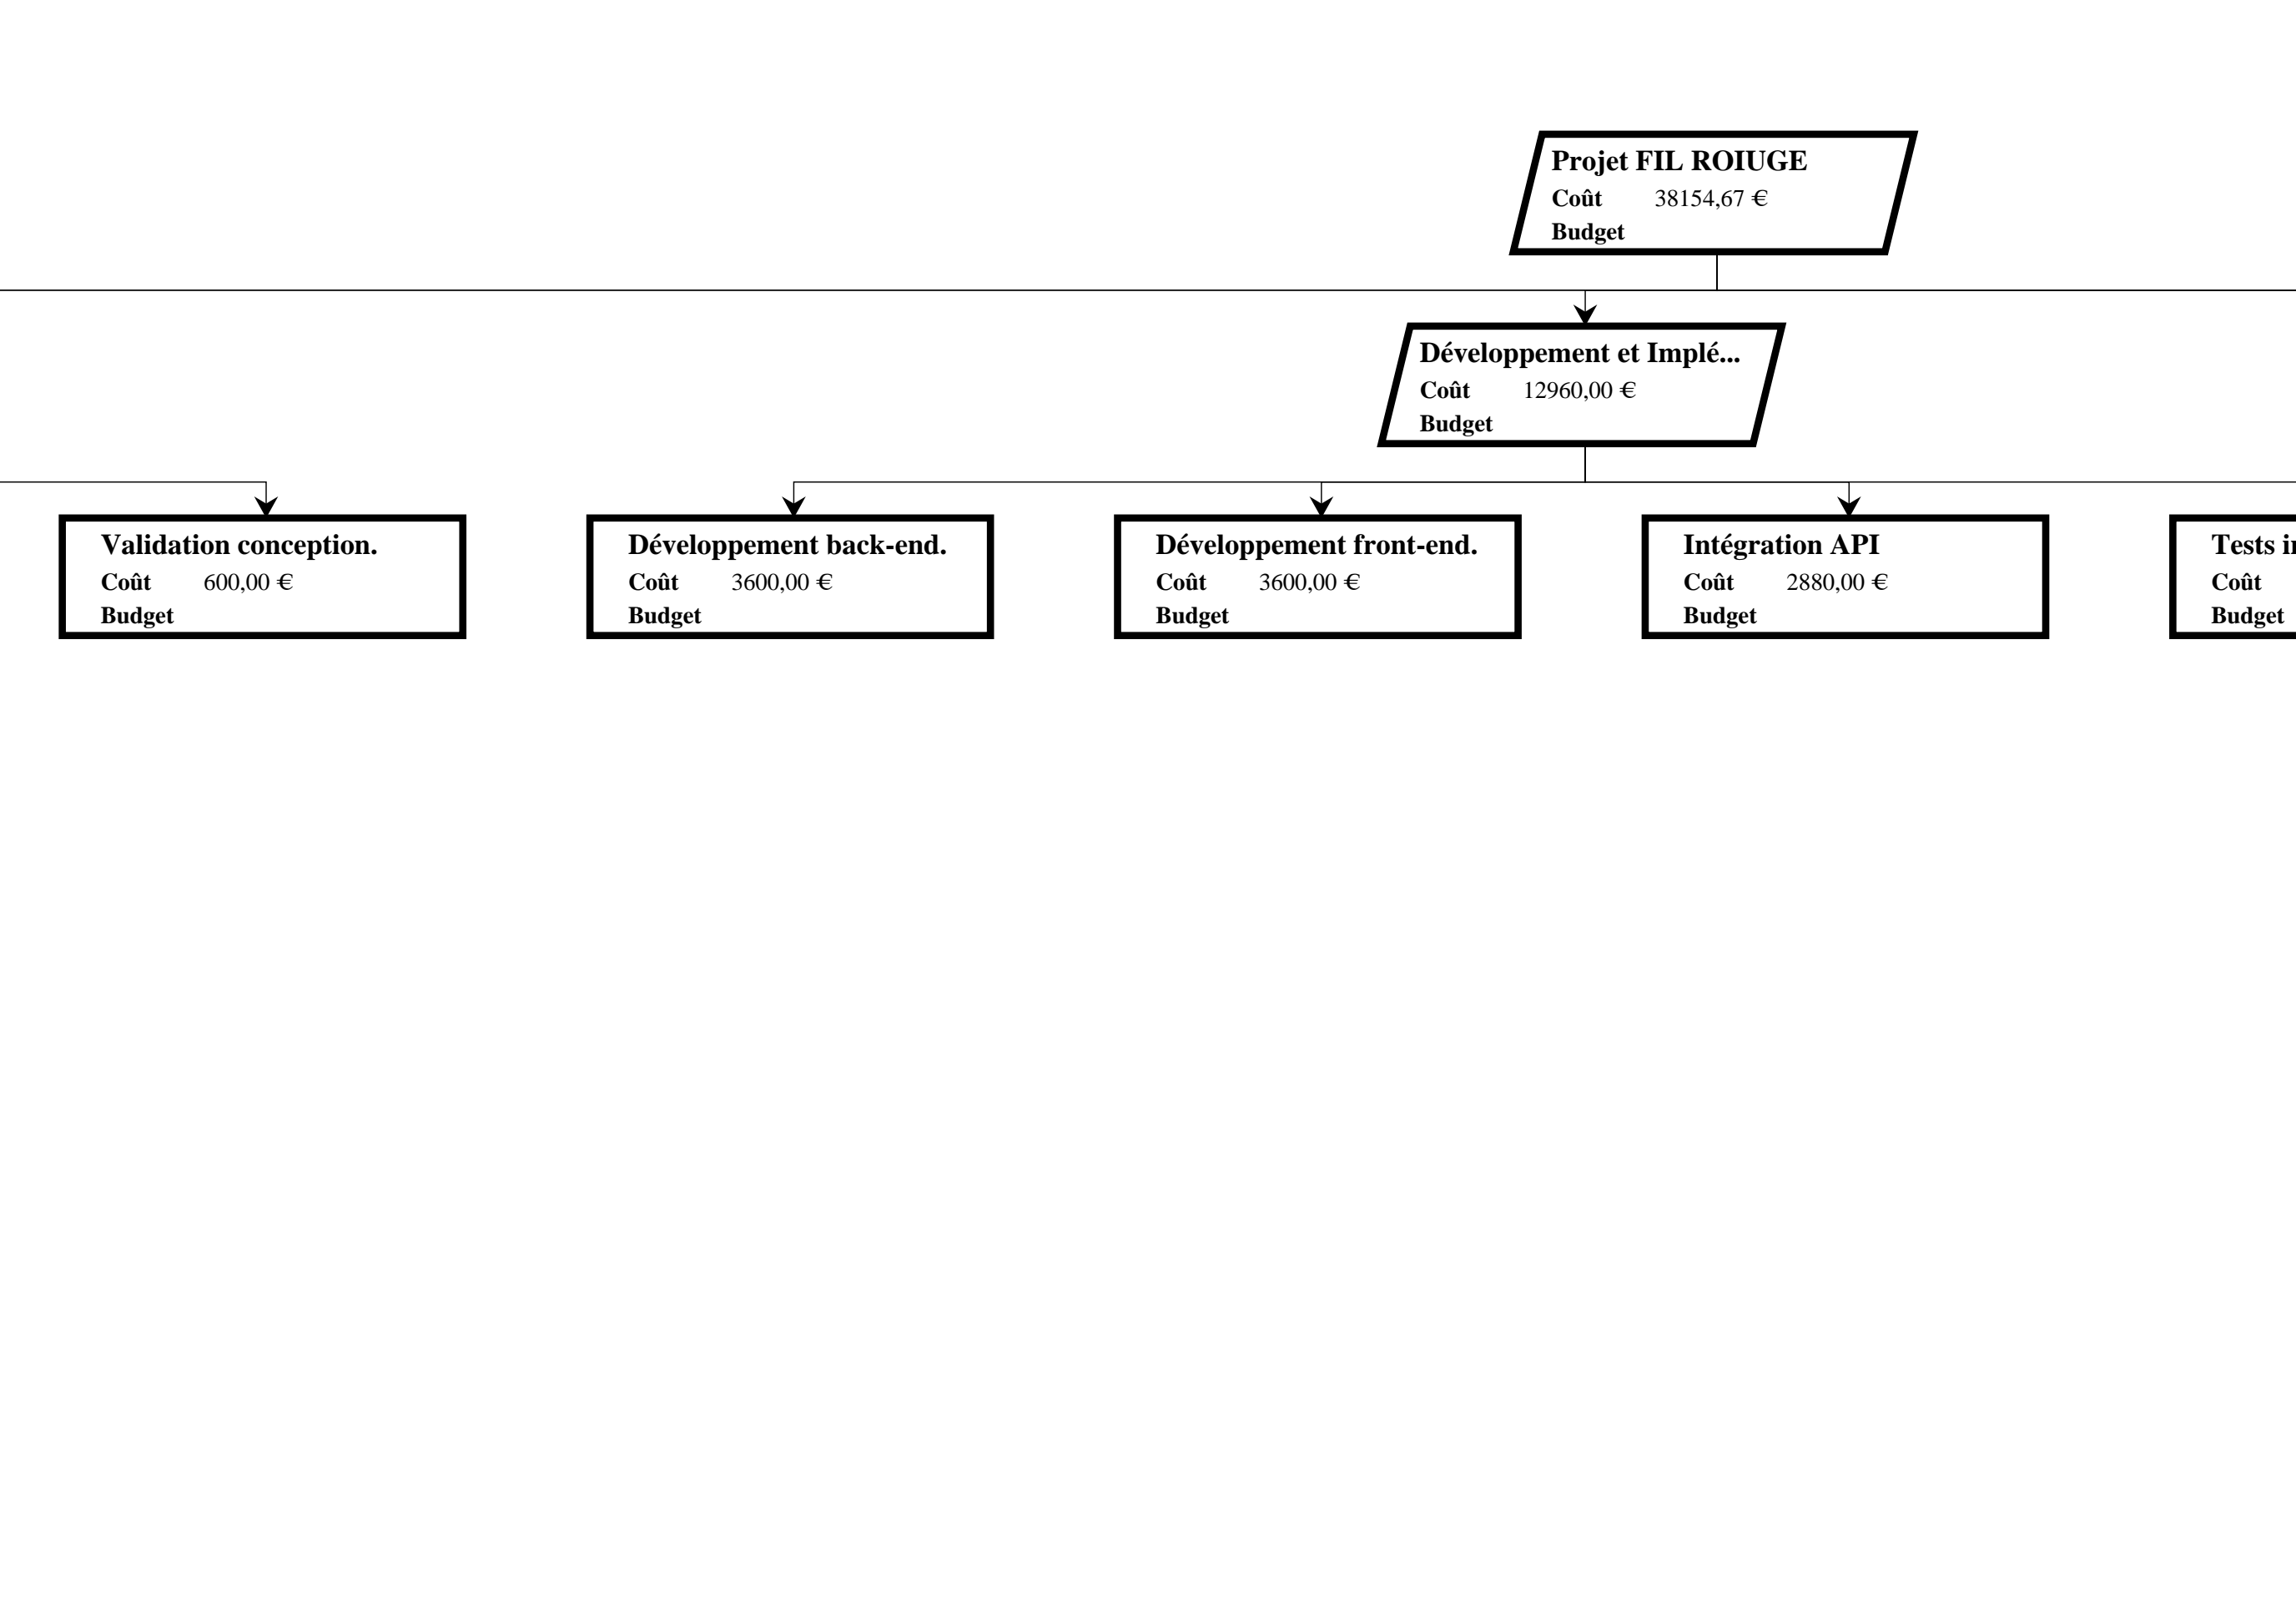 Projet FIL ROIUGE
Coût 38154,67 €
Budget
Développement et Implé...
Coût 12960,00 €
Budget
Validation conception.
Coût 600,00 €
Budget
Développement back-end.
Coût 3600,00 €
Budget
Développement front-end.
Coût 3600,00 €
Budget
Intégration API
Coût 2880,00 €
Budget
Tests
Coût
Budget